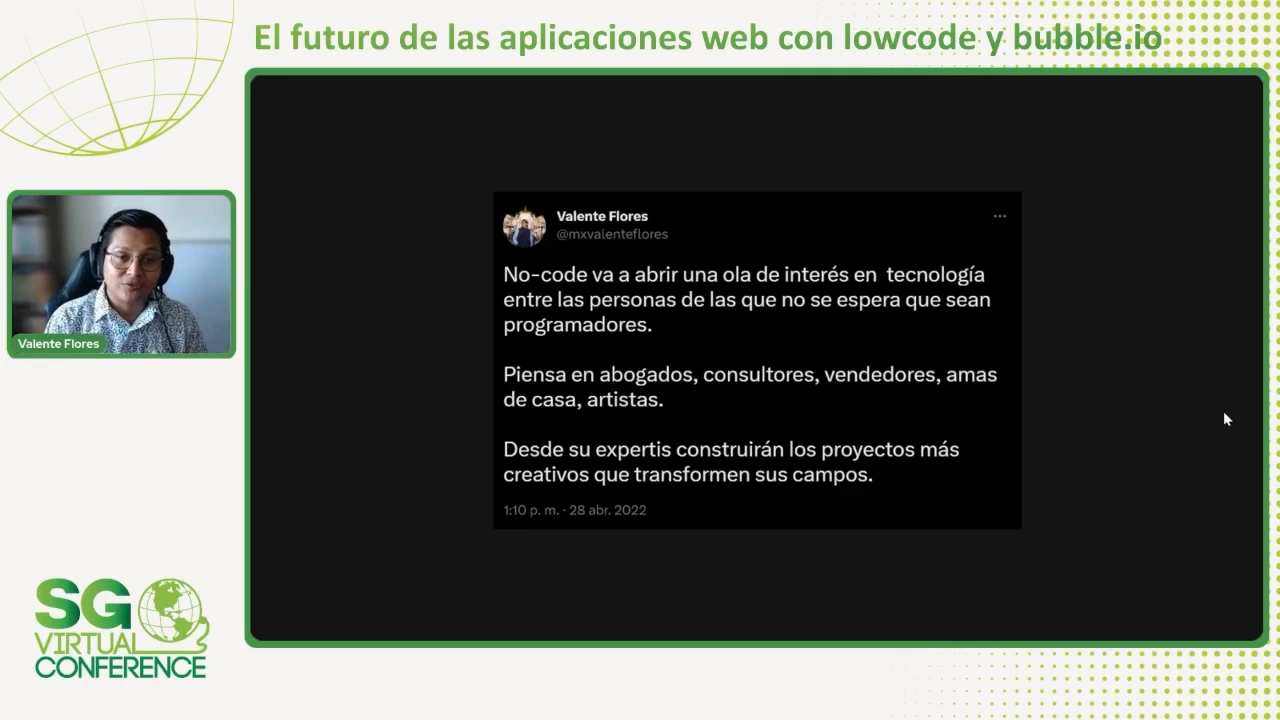 El futuro de las aplicaciones web con lowcode y bubble.io
Valente Flores
Valente Flores
@mxvalenteflores
No-code va a abrir una ola de interés en tecnología
entre las personas de las que no se espera que sean
programadores.
Piensa en abogados, consultores, vendedores, amas
de casa, artistas.
Desde su expertis construirán los proyectos más
creativos que transformen sus campos.
1:10 p. m. · 28 abr. 2022
SG
VIRTUAL
CONFERENCE